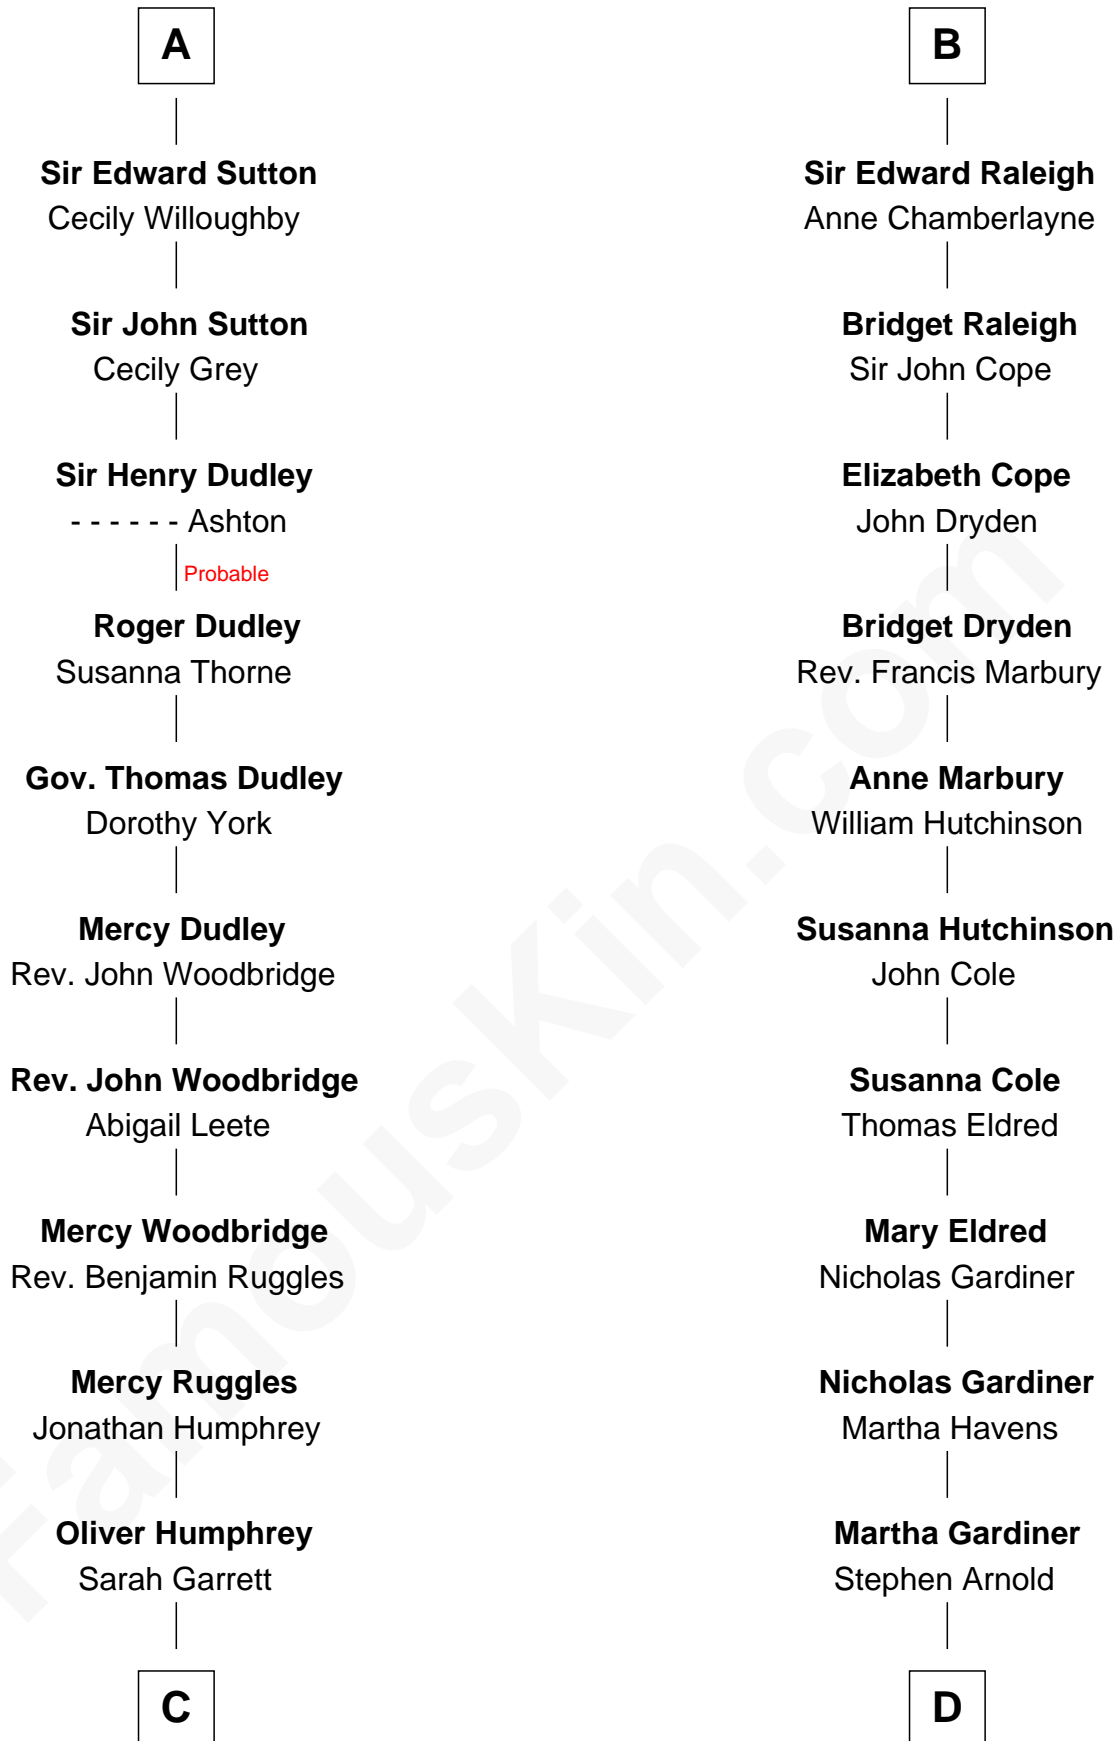 A
Sir Edward Sutton
Cecily Willoughby
Sir John Sutton
Cecily Grey
Sir Henry Dudley
- - - - - - Ashton
Probable
Roger Dudley
Susanna Thorne
Gov. Thomas Dudley
Dorothy York
Mercy Dudley
Rev. John Woodbridge
Rev. John Woodbridge
Abigail Leete
Mercy Woodbridge
Rev. Benjamin Ruggles
Mercy Ruggles
Jonathan Humphrey
Oliver Humphrey
Sarah Garrett
C
B
Sir Edward Raleigh
Anne Chamberlayne
Bridget Raleigh
Sir John Cope
Elizabeth Cope
John Dryden
Bridget Dryden
Rev. Francis Marbury
Anne Marbury
William Hutchinson
Susanna Hutchinson
John Cole
Susanna Cole
Thomas Eldred
Mary Eldred
Nicholas Gardiner
Nicholas Gardiner
Martha Havens
Martha Gardiner
Stephen Arnold
D
FamousKin.com